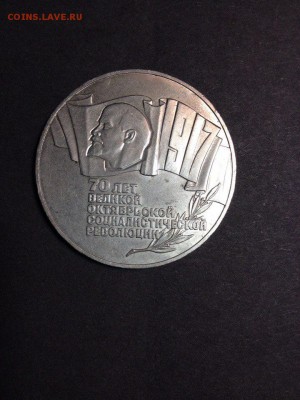 COINS.LAVE.RU
1917
70 ЛЕТ
ВЕЛИКОЙ
ОКТЯБРЬСКОЙ
СОЦИАЛИСТИЧЕСКОЙ
РЕВОЛЮЦИИ